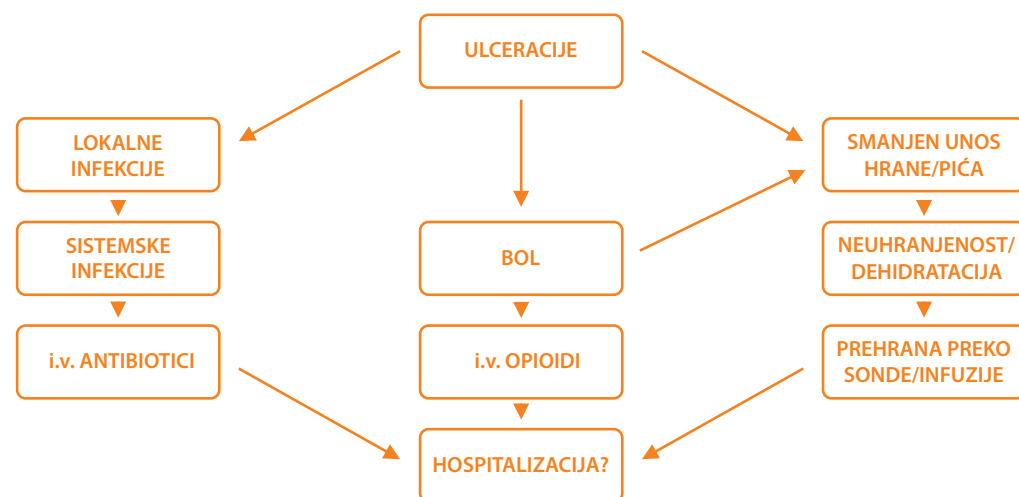 ULCERACIJE
LOKALNE
INFEKCIJE
SMANJEN UNOS
HRANE/PIĆA
SISTEMSKE
INFEKCIJE
BOL
NEUHRANJENOST/
DEHIDRATACIJA
i.v. ANTIBIOTICI
i.v. OPIOIDI
PREHRANA PREKO
SONDE/INFUZIJE
HOSPITALIZACIJA?